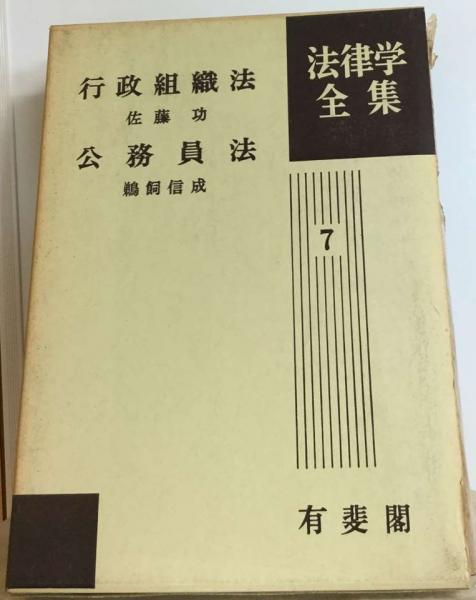 行政組織法
佐藤 功
公務員法
鵜飼信成
法律学
全集
7
有斐閣